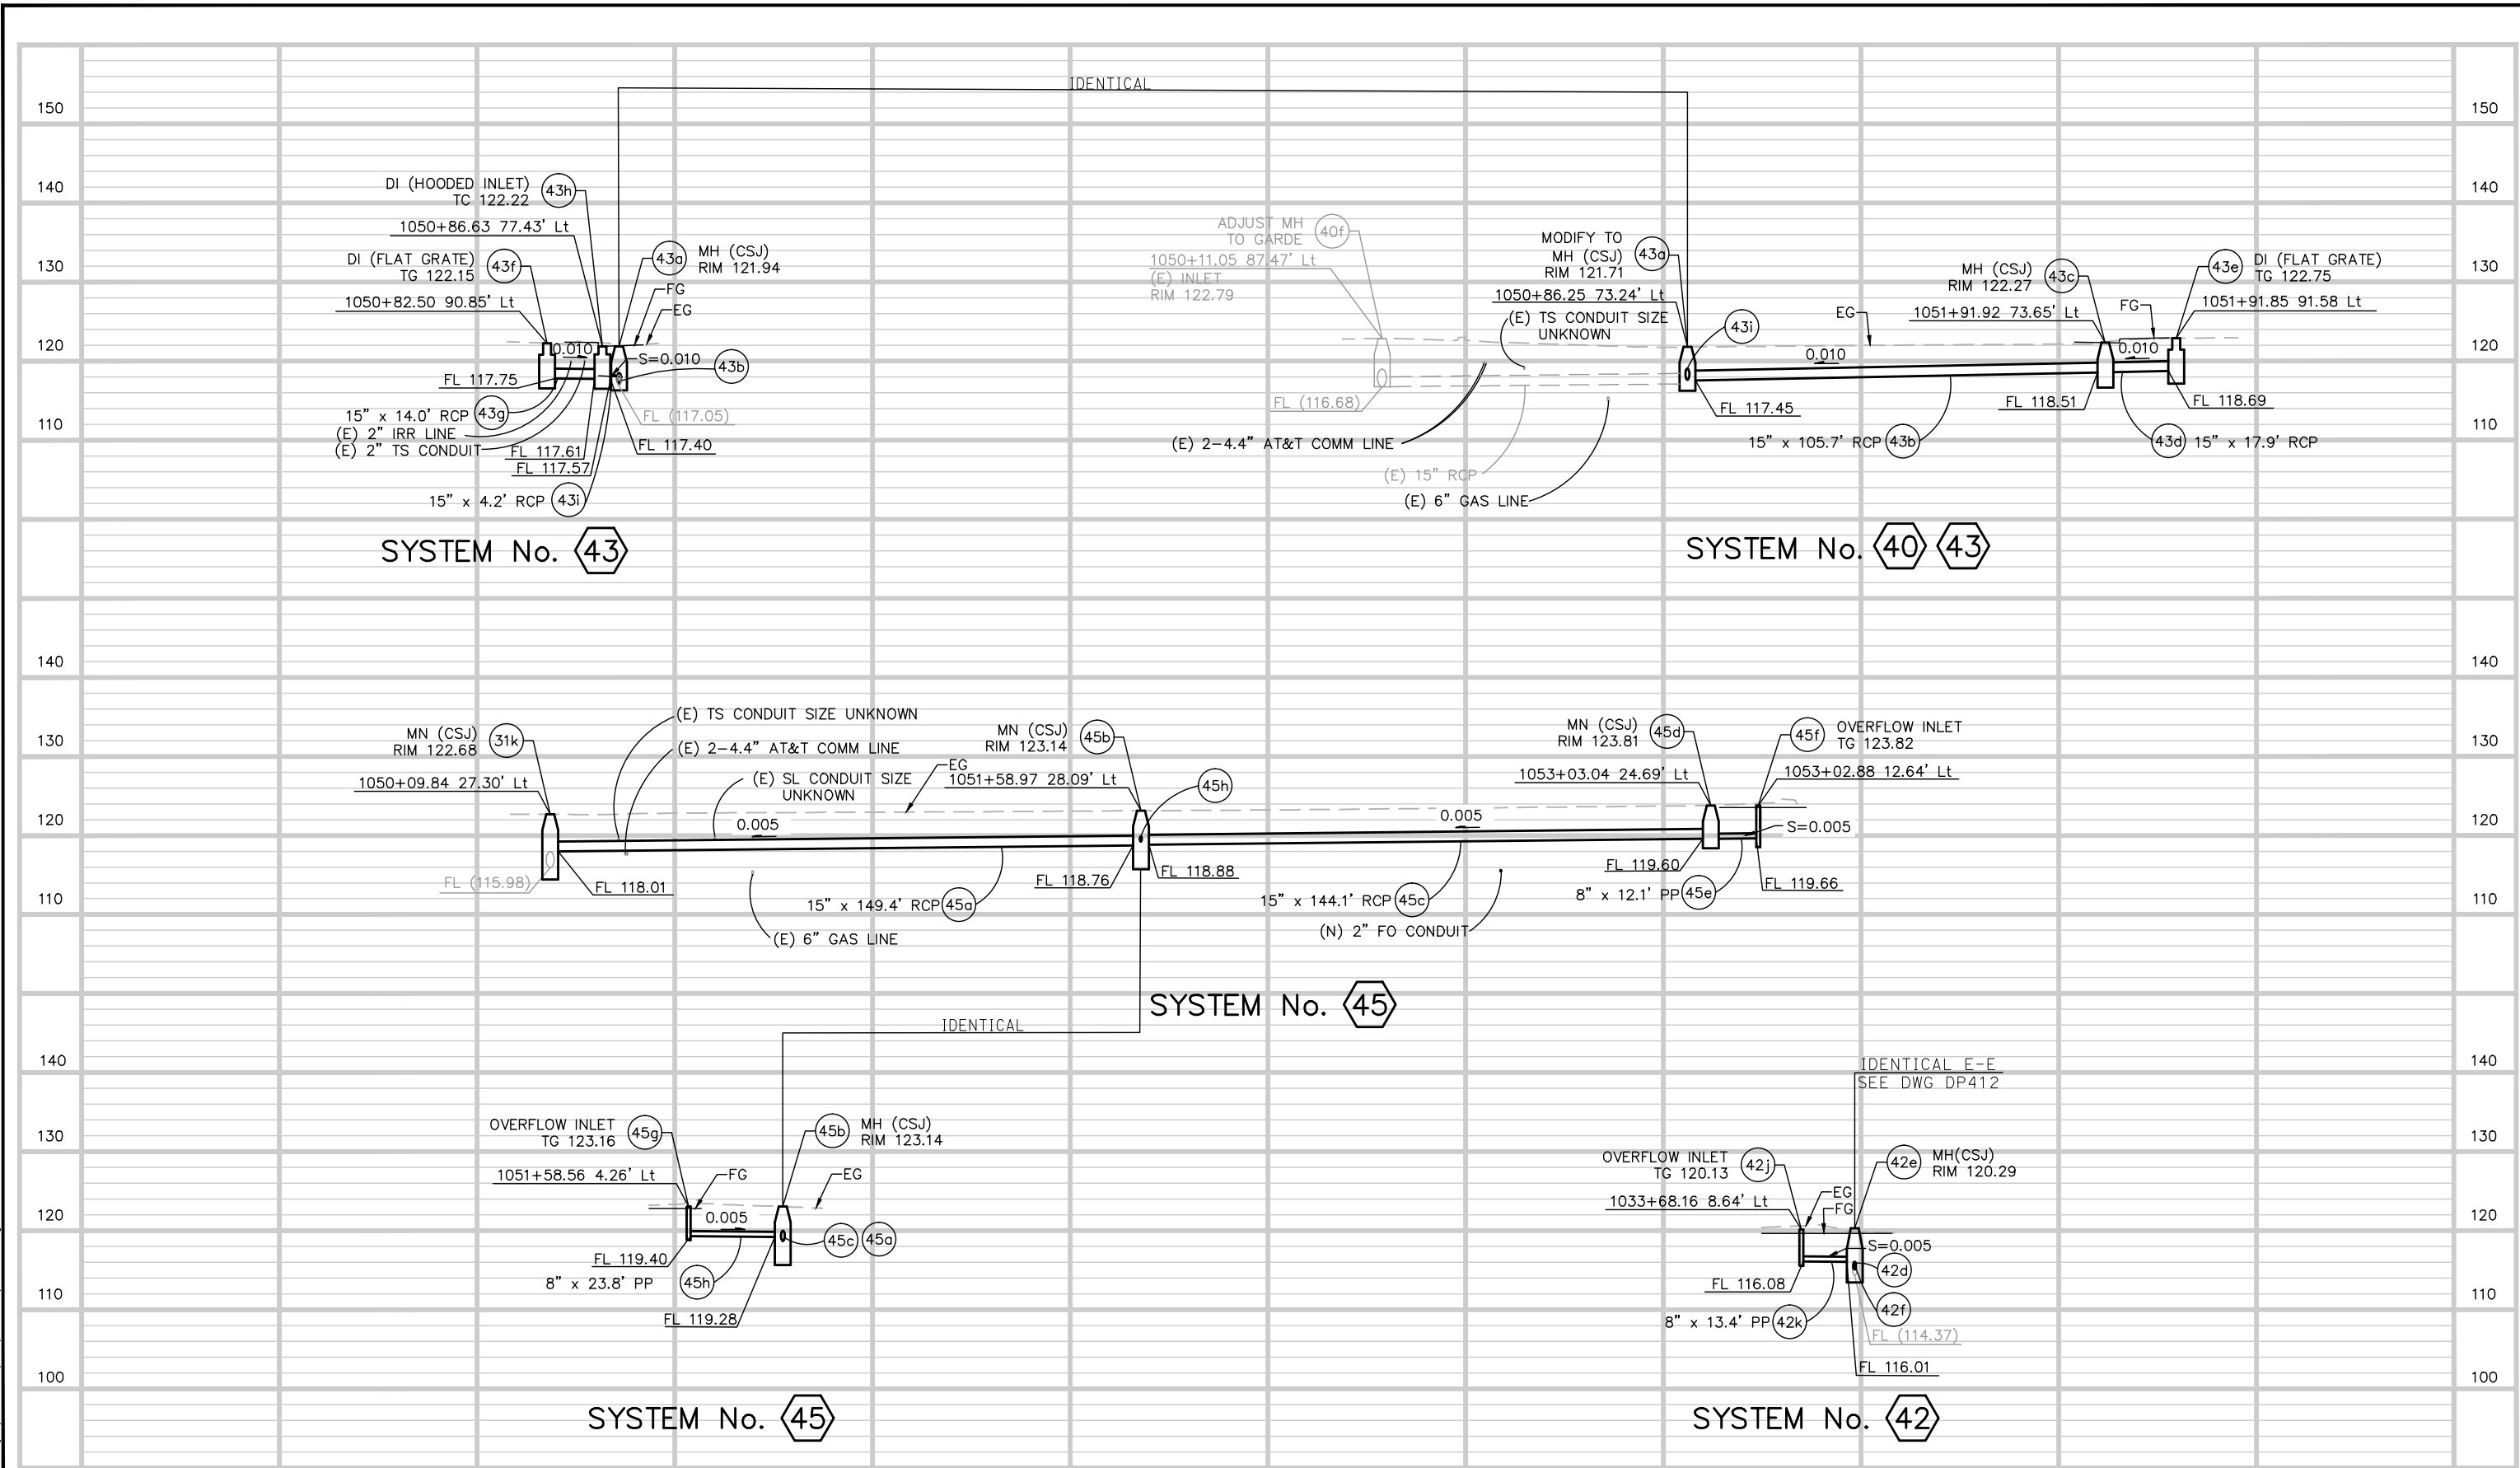 IDENTICAL
150
150
140
140
130
130
120
120
110
110
DI (HOODED INLET)
TC 122.22
43h
1050+86.63 77.43' Lt
DI (FLAT GRATE)
TG 122.15
43f
1050+82.50 90.85' Lt
43a
MH (CSJ)
RIM 121.94
FG
EG
0.010
S=0.010
43b
FL 117.75
15" x 14.0' RCP
43g
(E) 2" IRR LINE
(E) 2" TS CONDUIT
FL (117.05)
FL 117.40
FL 117.61
FL 117.57
15" x 4.2' RCP
43i
SYSTEM No. 43
ADJUST MH
TO GARDE
40f
1050+11.05 87.47' Lt
(E) INLET
RIM 122.79
MODIFY TO
MH (CSJ)
RIM 121.71
43a
1050+86.25 73.24' Lt
(E) TS CONDUIT SIZE
UNKNOWN
43i
EG
MH (CSJ)
RIM 122.27
43c
1051+91.92 73.65' Lt
FG
43e
DI (FLAT GRATE)
TG 122.75
1051+91.85 91.58 Lt
0.010
0.010
FL (116.68)
(E) 2-4.4" AT&T COMM LINE
(E) 15" RCP
(E) 6" GAS LINE
FL 117.45
15" x 105.7' RCP
43b
FL 118.51
FL 118.69
43d
15" x 17.9' RCP
SYSTEM No. 40 43
140
140
130
130
120
120
110
110
MN (CSJ)
RIM 122.68
31k
1050+09.84 27.30' Lt
(E) TS CONDUIT SIZE UNKNOWN
(E) 2-4.4" AT&T COMM LINE
(E) SL CONDUIT SIZE
UNKNOWN
EG
MN (CSJ)
RIM 123.14
45b
1051+58.97 28.09' Lt
45h
MN (CSJ)
RIM 123.81
45d
1053+03.04 24.69' Lt
45f
OVERFLOW INLET
TG 123.82
1053+02.88 12.64' Lt
0.005
0.005
S=0.005
FL (115.98)
FL 118.01
15" x 149.4' RCP
45a
(E) 6" GAS LINE
FL 118.76
FL 118.88
15" x 144.1' RCP
45c
(N) 2" FO CONDUIT
FL 119.60
8" x 12.1' PP
45e
FL 119.66
SYSTEM No. 45
IDENTICAL
140
140
130
130
120
120
110
110
100
100
OVERFLOW INLET
TG 123.16
45g
1051+58.56 4.26' Lt
FG
45b
MH (CSJ)
RIM 123.14
EG
0.005
45c
45a
FL 119.40
8" x 23.8' PP
45h
FL 119.28
SYSTEM No. 45
IDENTICAL E-E
SEE DWG DP412
OVERFLOW INLET
TG 120.13
42j
1033+68.16 8.64' Lt
42e
MH(CSJ)
RIM 120.29
EG
FG
S=0.005
42d
42f
FL 116.08
8" x 13.4' PP
42k
FL (114.37)
FL 116.01
SYSTEM No. 42